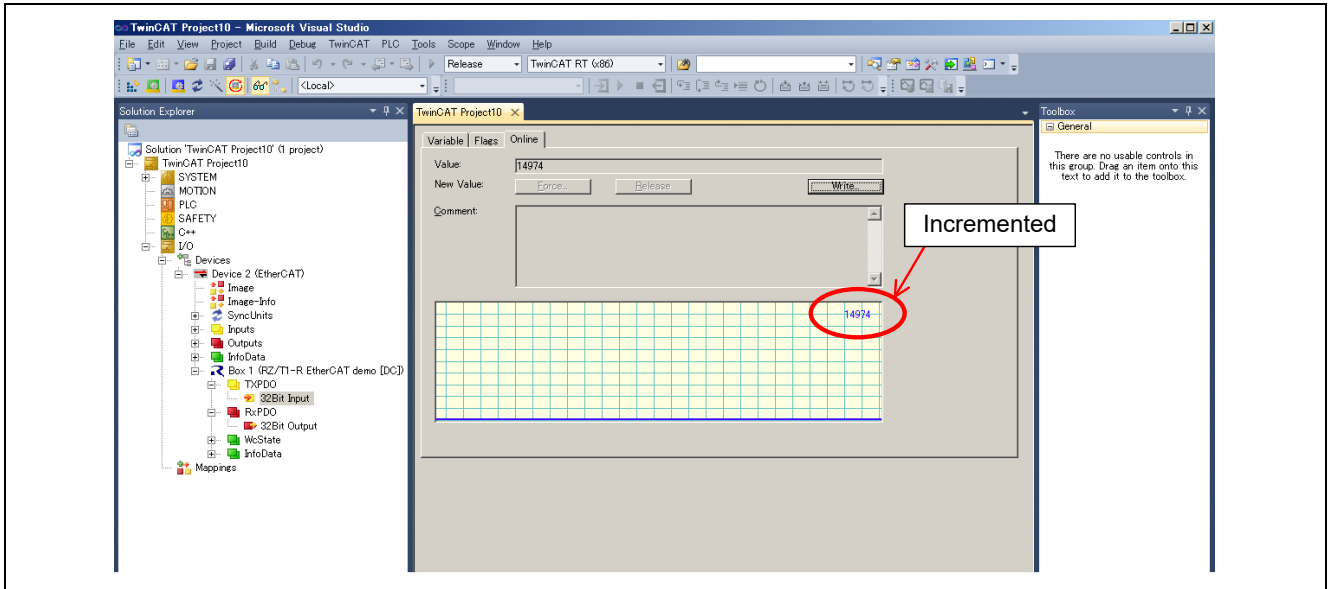 TwinCAT Project10 - Microsoft Visual Studio
File Edit View Project Build Debug TwinCAT PLC Tools Scope Window Help
Release TwinCAT RT (x86)
<Local>
Solution Explorer
Solution 'TwinCAT Project10' (1 project)
TwinCAT Project10
SYSTEM
MOTION
PLC
SAFETY
C++
I/O
Devices
Device 2 (EtherCAT)
Image
Image-Info
SyncUnits
Inputs
Outputs
InfoData
Box 1 (RZ/T1-R EtherCAT demo [DC])
TXPDO
32Bit Input
RxPDO
32Bit Output
WcState
InfoData
Mappings
TwinCAT Project10
Variable Flags Online
Value: 14974
New Value: Force... Release Write...
Comment:
Incremented
14974
Toolbox
General
There are no usable controls in
this group. Drag an item onto this
text to add it to the toolbox.